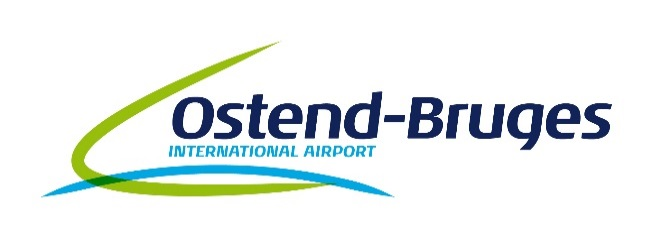 Ostend-Bruges
INTERNATIONAL AIRPORT